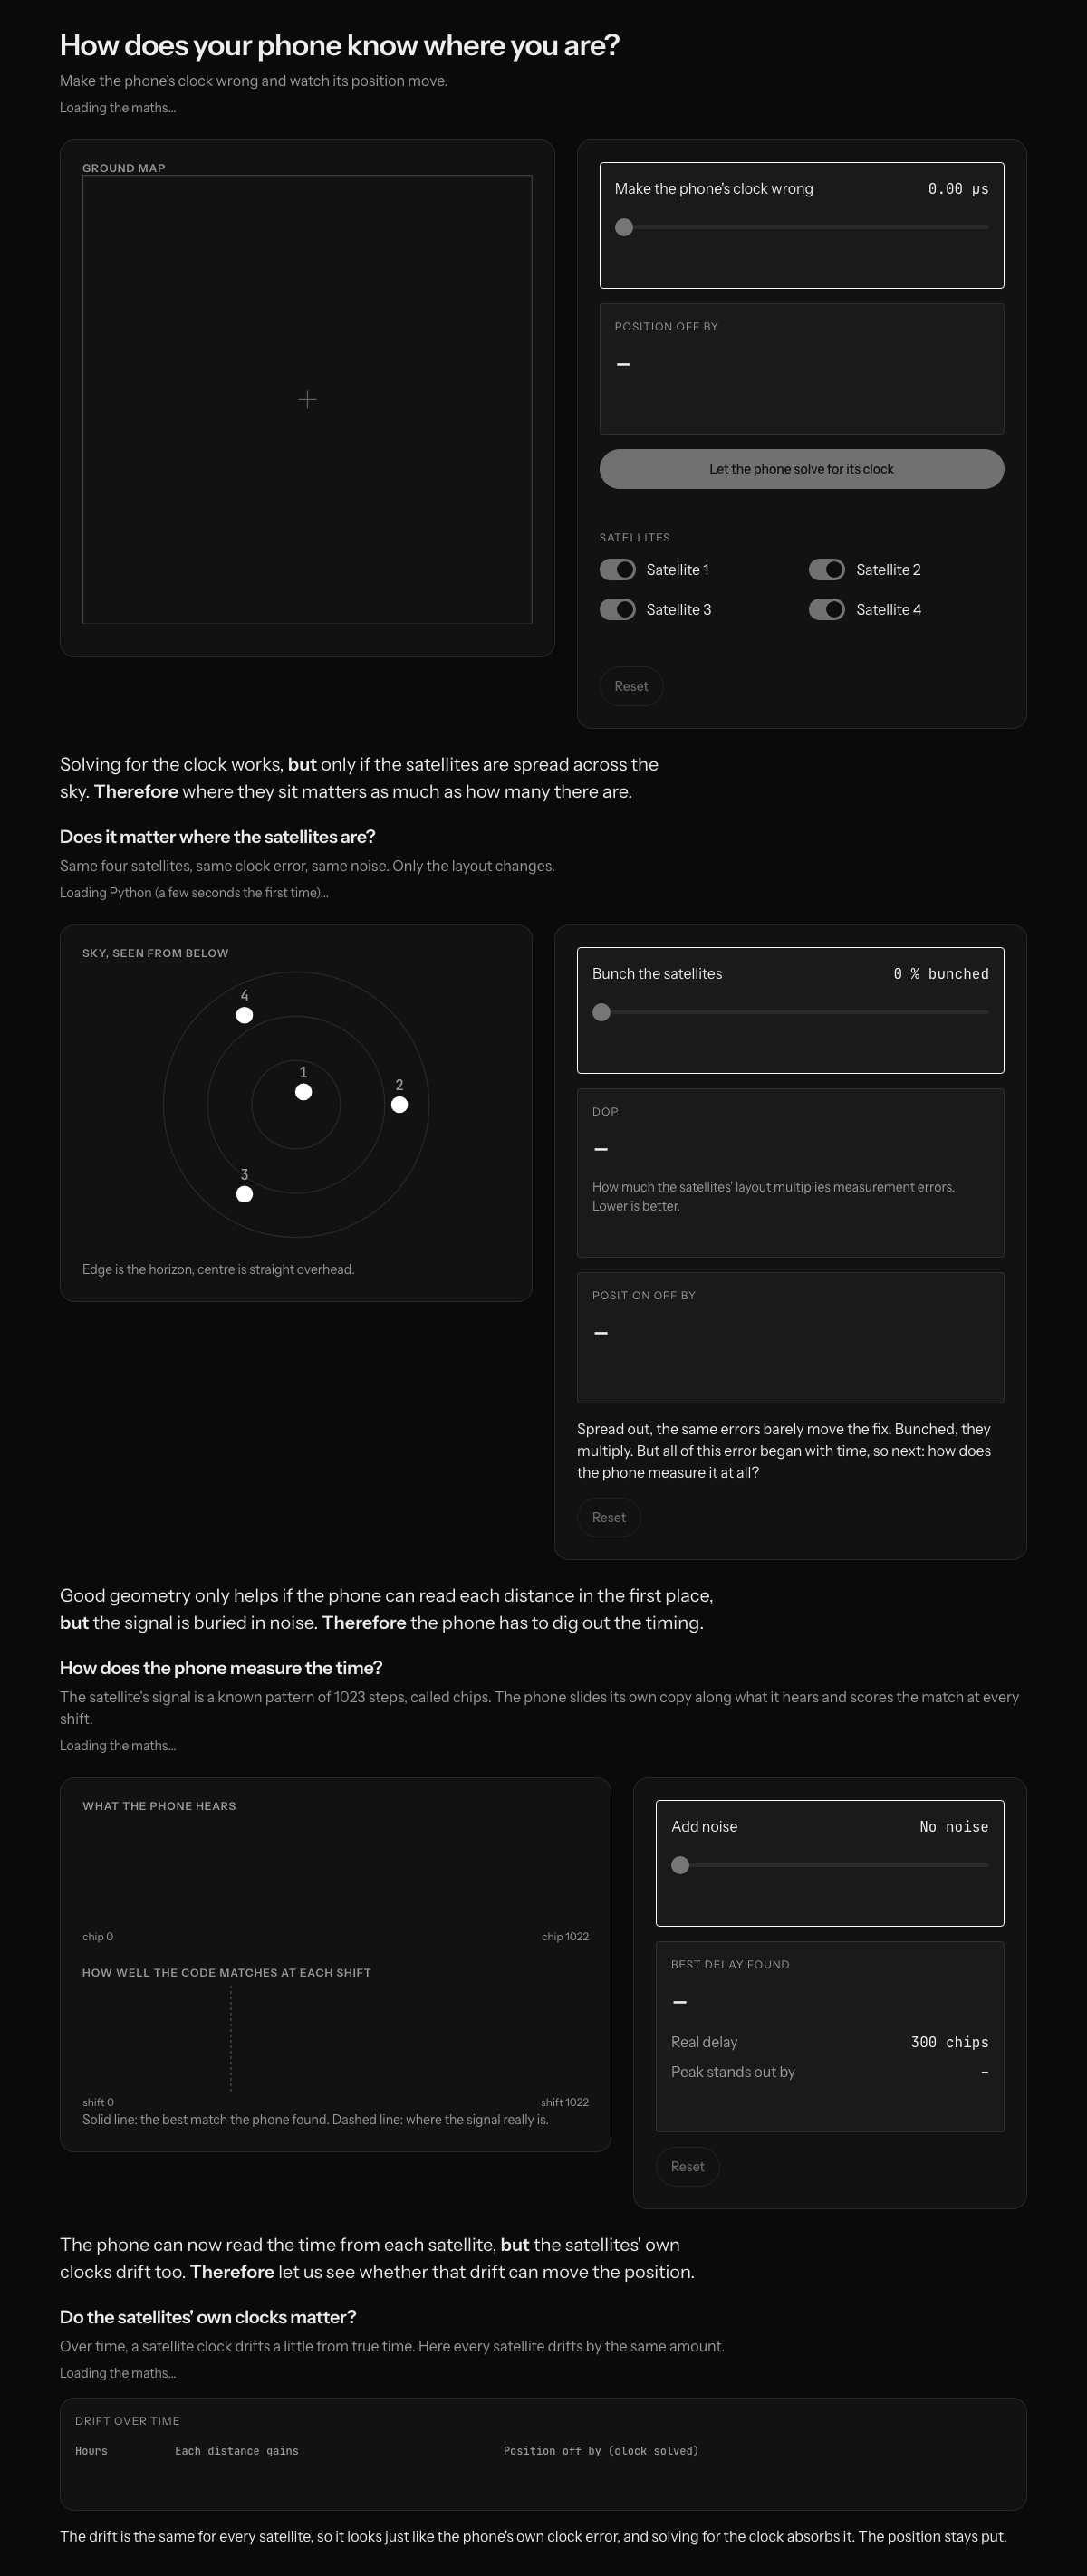 How does your phone know where you are?
Make the phone's clock wrong and watch its position move.
Loading the maths...
GROUND MAP
Make the phone's clock wrong 0.00 µs
POSITION OFF BY
–
Let the phone solve for its clock
SATELLITES
Satellite 1 Satellite 2
Satellite 3 Satellite 4
Reset
Solving for the clock works, but only if the satellites are spread across the
sky. Therefore where they sit matters as much as how many there are.
Does it matter where the satellites are?
Same four satellites, same clock error, same noise. Only the layout changes.
Loading Python (a few seconds the first time)...
SKY, SEEN FROM BELOW
4
1
2
3
Edge is the horizon, centre is straight overhead.
Bunch the satellites 0 % bunched
DOP
–
How much the satellites' layout multiplies measurement errors.
Lower is better.
POSITION OFF BY
–
Spread out, the same errors barely move the fix. Bunched, they
multiply. But all of this error began with time, so next: how does
the phone measure it at all?
Reset
Good geometry only helps if the phone can read each distance in the first place,
but the signal is buried in noise. Therefore the phone has to dig out the timing.
How does the phone measure the time?
The satellite's signal is a known pattern of 1023 steps, called chips. The phone slides its own copy along what it hears and scores the match at every
shift.
Loading the maths...
WHAT THE PHONE HEARS
chip 0 chip 1022
HOW WELL THE CODE MATCHES AT EACH SHIFT
shift 0 shift 1022
Solid line: the best match the phone found. Dashed line: where the signal really is.
Add noise No noise
BEST DELAY FOUND
–
Real delay 300 chips
Peak stands out by –
Reset
The phone can now read the time from each satellite, but the satellites' own
clocks drift too. Therefore let us see whether that drift can move the position.
Do the satellites' own clocks matter?
Over time, a satellite clock drifts a little from true time. Here every satellite drifts by the same amount.
Loading the maths...
DRIFT OVER TIME
Hours Each distance gains Position off by (clock solved)
The drift is the same for every satellite, so it looks just like the phone's own clock error, and solving for the clock absorbs it. The position stays put.